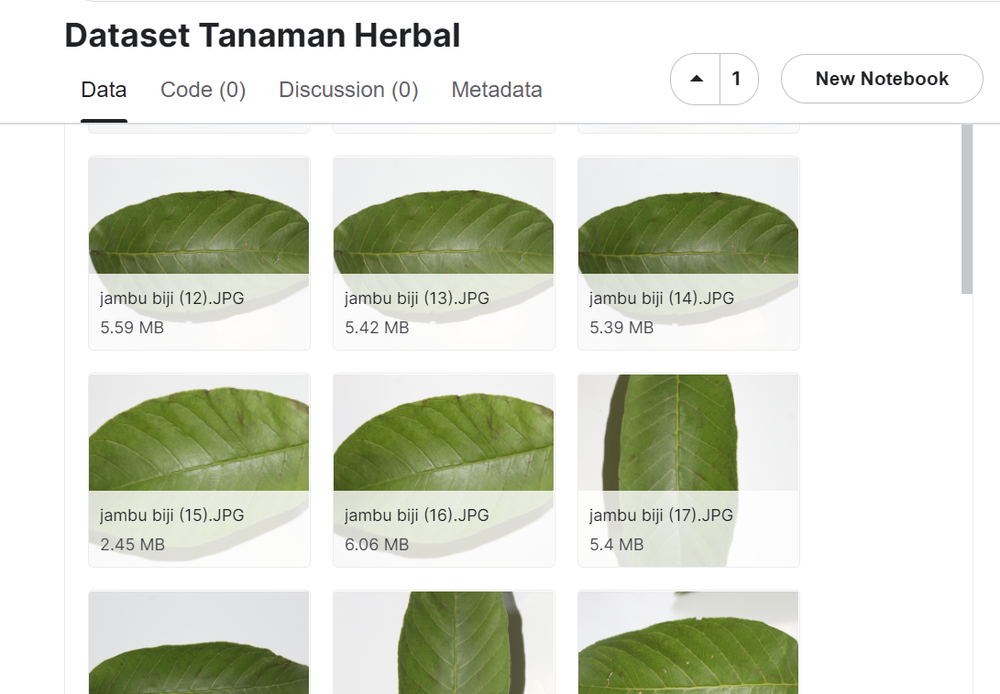 Dataset Tanaman Herbal
Data Code (0) Discussion (0) Metadata
1
New Notebook
jambu biji (12).JPG
5.59 MB
jambu biji (13).JPG
5.42 MB
jambu biji (14).JPG
5.39 MB
jambu biji (15).JPG
2.45 MB
jambu biji (16).JPG
6.06 MB
jambu biji (17).JPG
5.4 MB